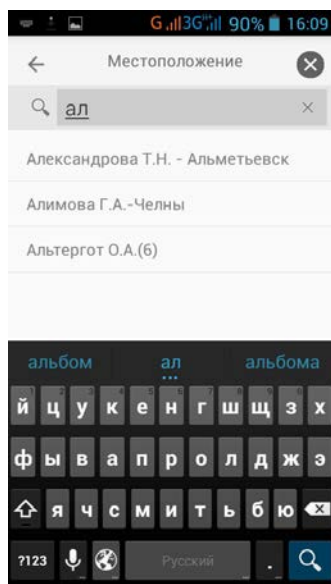 G 3G H 90% 16:09
Местоположение
ал
Александрова Т.Н. - Альметьевск
Алимова Г.А.-Челны
Альтергот О.А.(6)
альбом ал альбома
й ц у к е н г ш щ з х
ф ы в а п р о л д ж э
я ч с м и т ь б ю
?123 Русский .